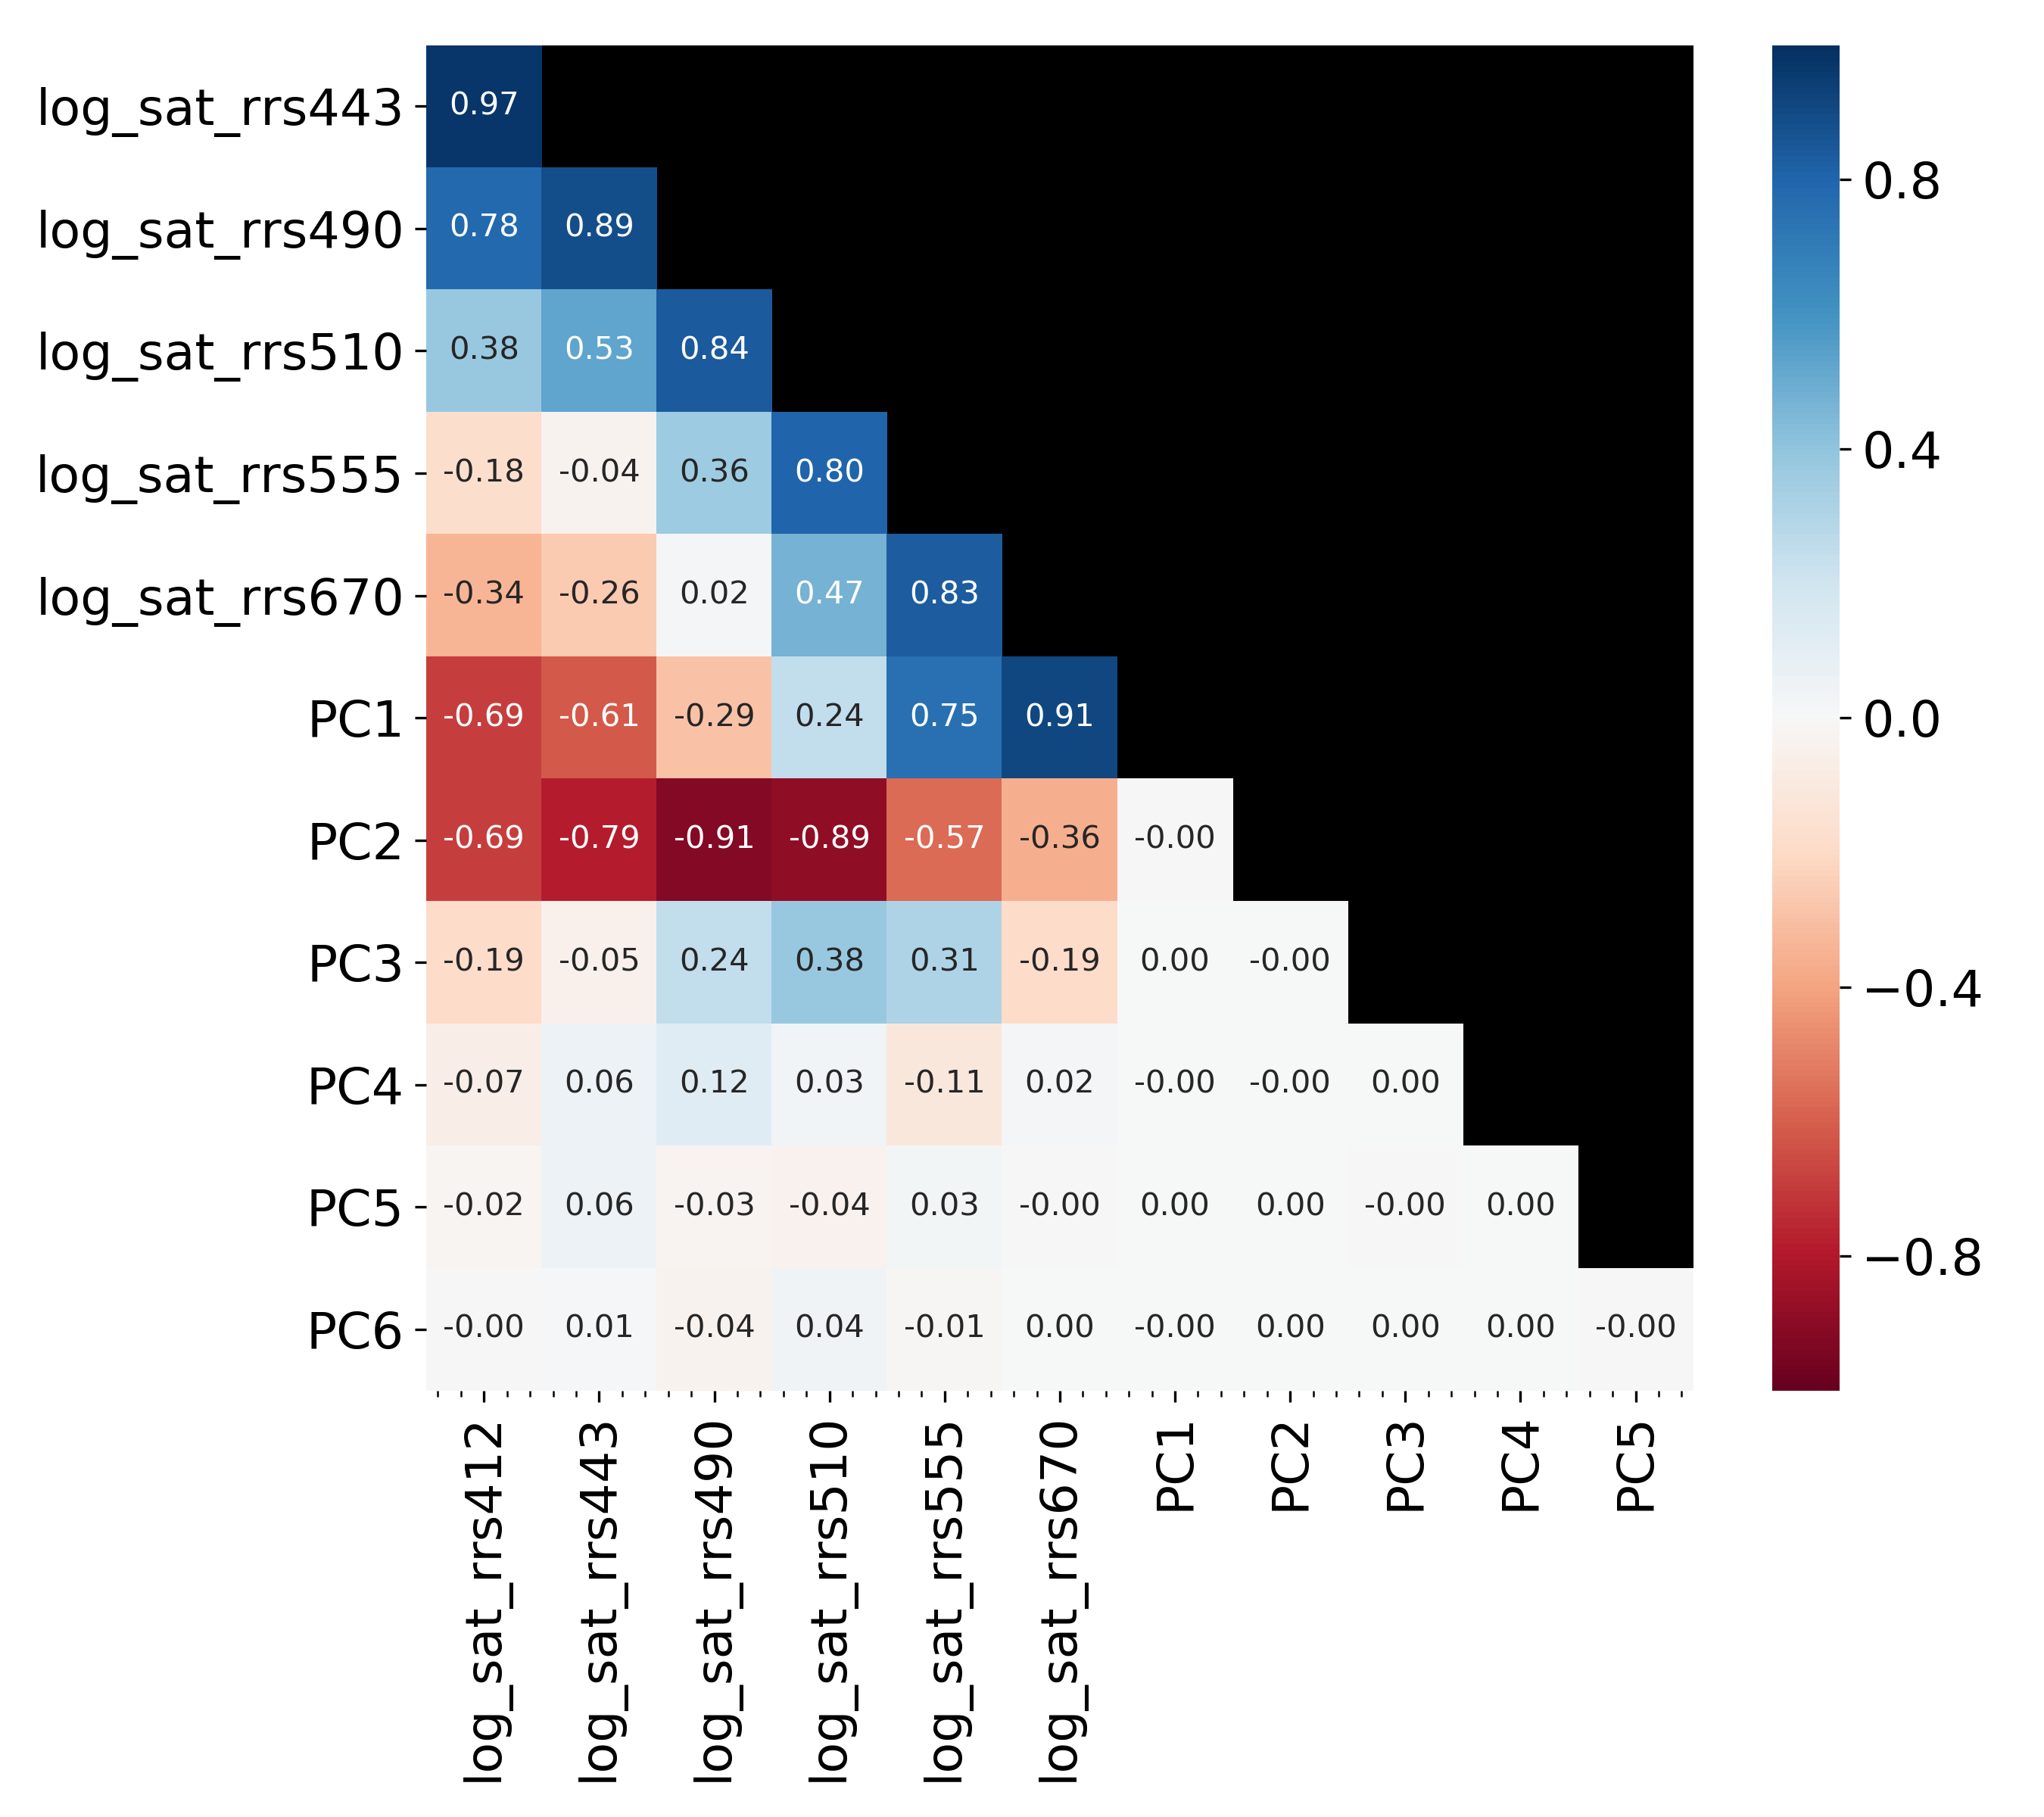 log_sat_rrs443 0.97
log_sat_rrs490 0.78 0.89
log_sat_rrs510 0.38 0.53 0.84
log_sat_rrs555 -0.18 -0.04 0.36 0.80
log_sat_rrs670 -0.34 -0.26 0.02 0.47 0.83
PC1 -0.69 -0.61 -0.29 0.24 0.75 0.91
PC2 -0.69 -0.79 -0.91 -0.89 -0.57 -0.36 -0.00
PC3 -0.19 -0.05 0.24 0.38 0.31 -0.19 0.00 -0.00
PC4 -0.07 0.06 0.12 0.03 -0.11 0.02 -0.00 -0.00 0.00
PC5 -0.02 0.06 -0.03 -0.04 0.03 -0.00 0.00 0.00 -0.00 0.00
PC6 -0.00 0.01 -0.04 0.04 -0.01 0.00 -0.00 0.00 0.00 0.00 -0.00
log_sat_rrs412
log_sat_rrs443
log_sat_rrs490
log_sat_rrs510
log_sat_rrs555
log_sat_rrs670
PC1
PC2
PC3
PC4
PC5
0.8
0.4
0.0
−0.4
−0.8